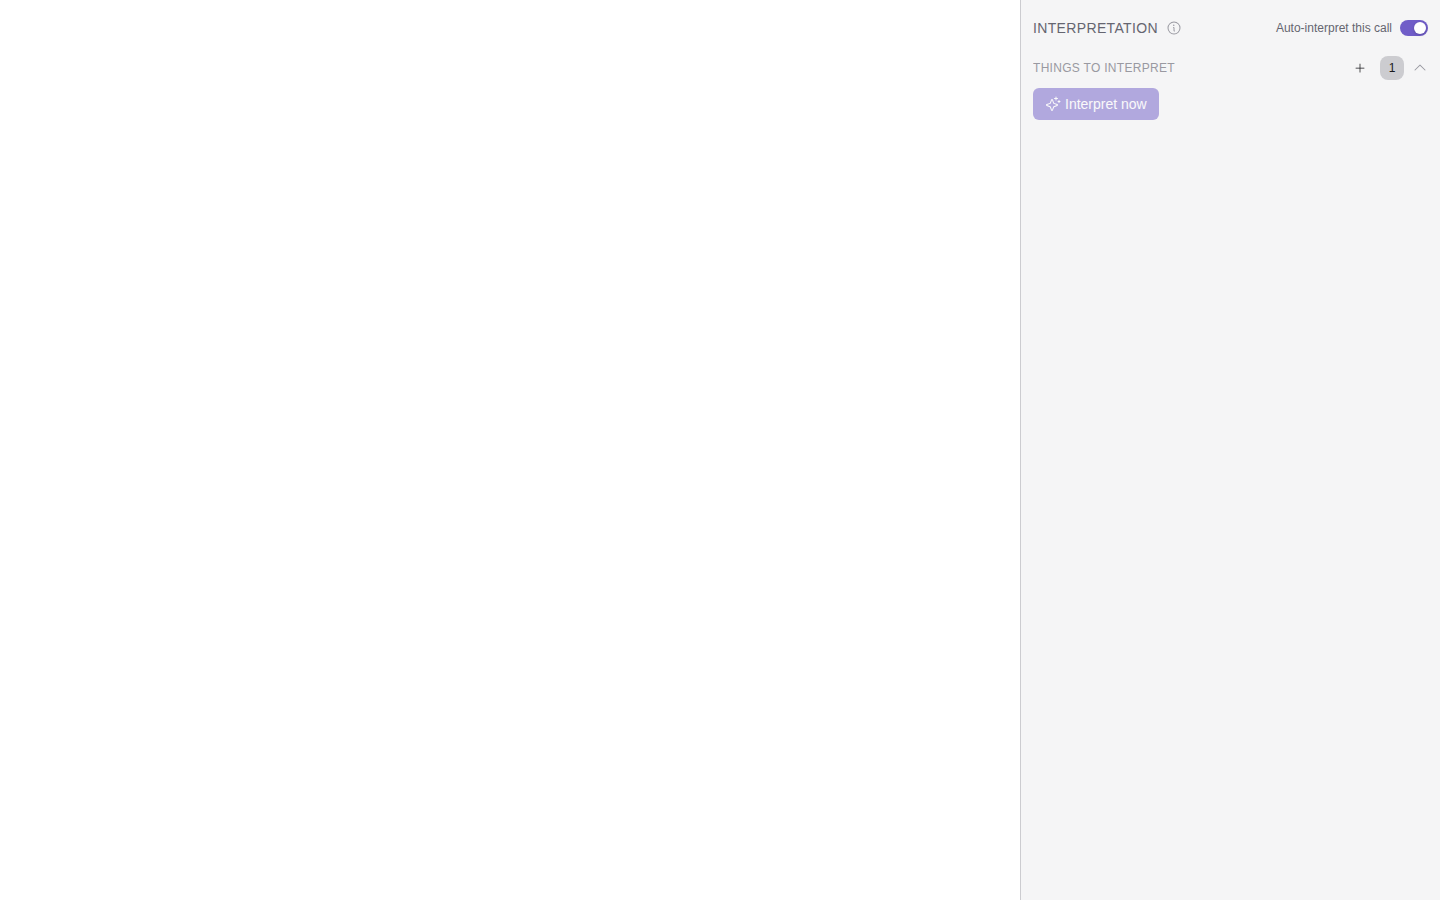 INTERPRETATION
Auto-interpret this call
THINGS TO INTERPRET
1
Interpret now